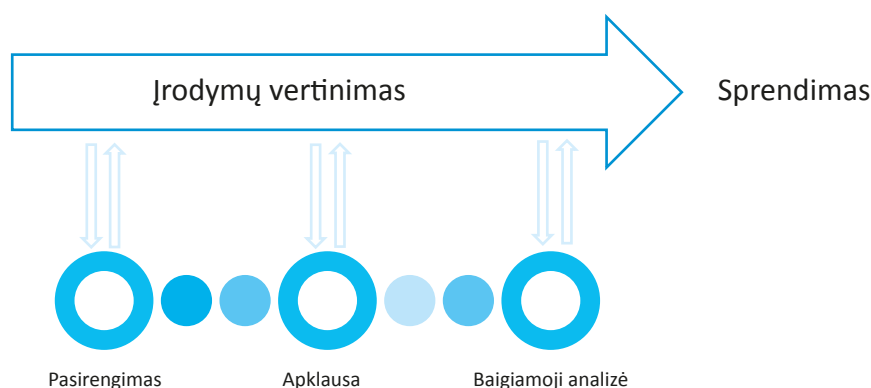 Įrodymų vertinimas
Sprendimas
Pasirengimas
Apklausa
Baigiamoji analizė